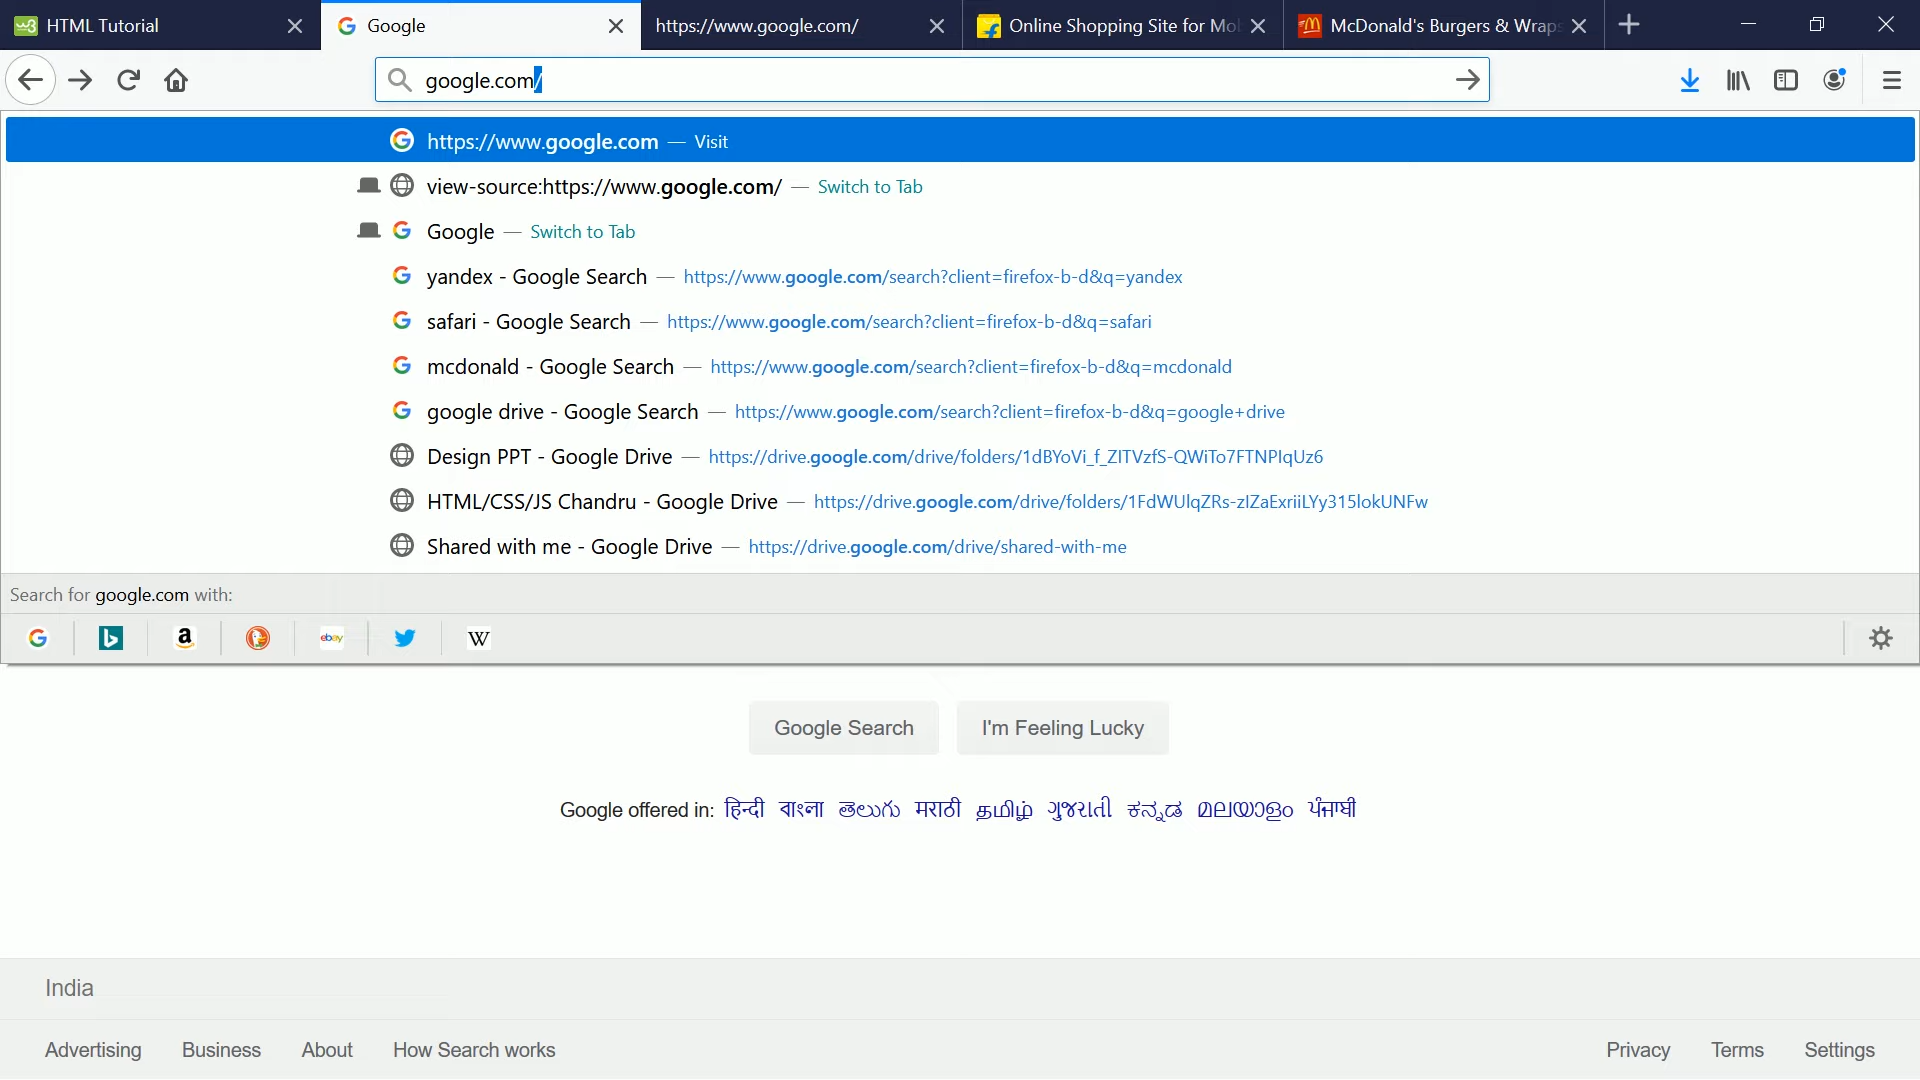 HTML Tutorial
Google
https://www.google.com/
Online Shopping Site for Mob
McDonald's Burgers & Wraps
google.com/
https://www.google.com — Visit
view-source:https://www.google.com/ — Switch to Tab
Google — Switch to Tab
yandex - Google Search — https://www.google.com/search?client=firefox-b-d&q=yandex
safari - Google Search — https://www.google.com/search?client=firefox-b-d&q=safari
mcdonald - Google Search — https://www.google.com/search?client=firefox-b-d&q=mcdonald
google drive - Google Search — https://www.google.com/search?client=firefox-b-d&q=google+drive
Design PPT - Google Drive — https://drive.google.com/drive/folders/1dBYoVi_f_ZITVzfS-QWiTo7FTNPIqUz6
HTML/CSS/JS Chandru - Google Drive — https://drive.google.com/drive/folders/1FdWUlqZRs-zIZaExriiLYy315lokUNFw
Shared with me - Google Drive — https://drive.google.com/drive/shared-with-me
Search for google.com with:
Google Search
I'm Feeling Lucky
Google offered in: हिन्दी বাংলা తెలుగు मराठी தமிழ் ગુજરાતી ಕನ್ನಡ മലയാളം ਪੰਜਾਬੀ
India
Advertising Business About How Search works Privacy Terms Settings